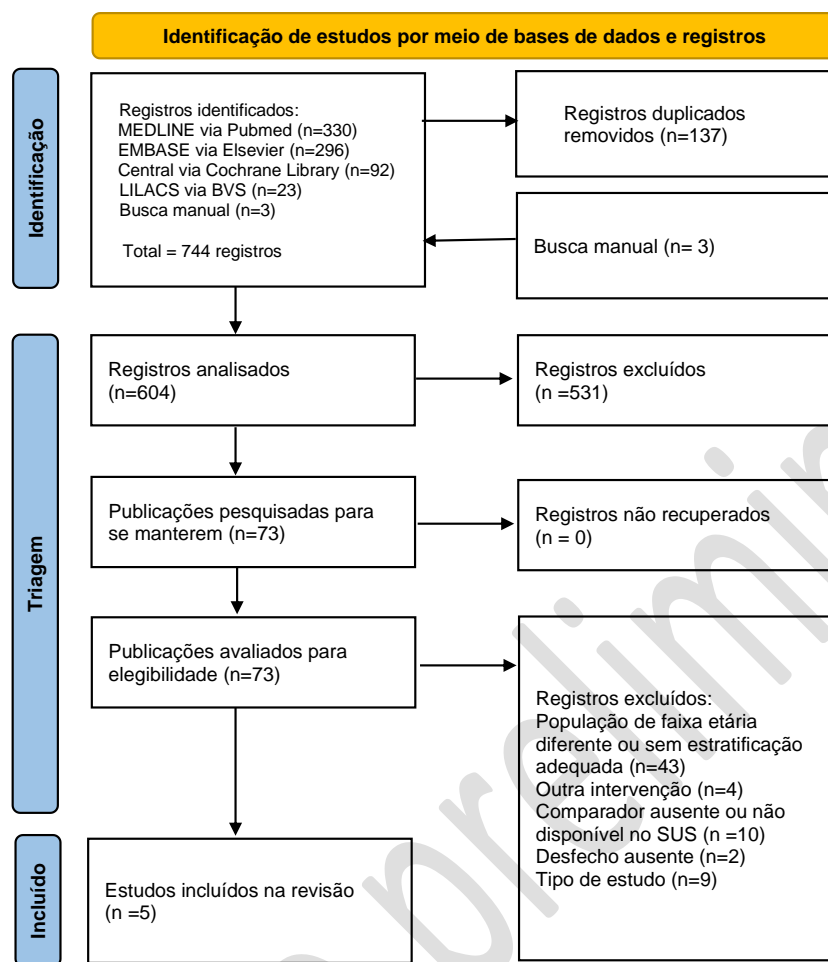 Identificação de estudos por meio de bases de dados e registros
Identificação
Registros identificados:
MEDLINE via Pubmed (n=330)
EMBASE via Elsevier (n=296)
Central via Cochrane Library (n=92)
LILACS via BVS (n=23)
Busca manual (n=3)
Total = 744 registros
Registros duplicados
removidos (n=137)
Busca manual (n= 3)
Triagem
Registros analisados
(n=604)
Registros excluídos
(n =531)
Publicações pesquisadas para
se manterem (n=73)
Registros não recuperados
(n = 0)
Publicações avaliados para
elegibilidade (n=73)
Registros excluídos:
População de faixa etária
diferente ou sem estratificação
adequada (n=43)
Outra intervenção (n=4)
Comparador ausente ou não
disponível no SUS (n =10)
Desfecho ausente (n=2)
Tipo de estudo (n=9)
Incluído
Estudos incluídos na revisão
(n =5)
prelimin